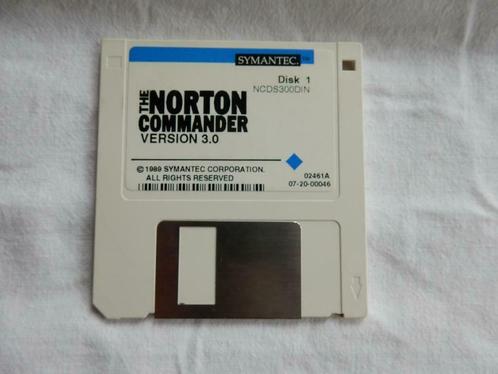 SYMANTEC.
Disk 1
NCDS300DIN
THE NORTON
COMMANDER
VERSION 3.0
©1989 SYMANTEC CORPORATION.
ALL RIGHTS RESERVED
02461A
07-20-00046